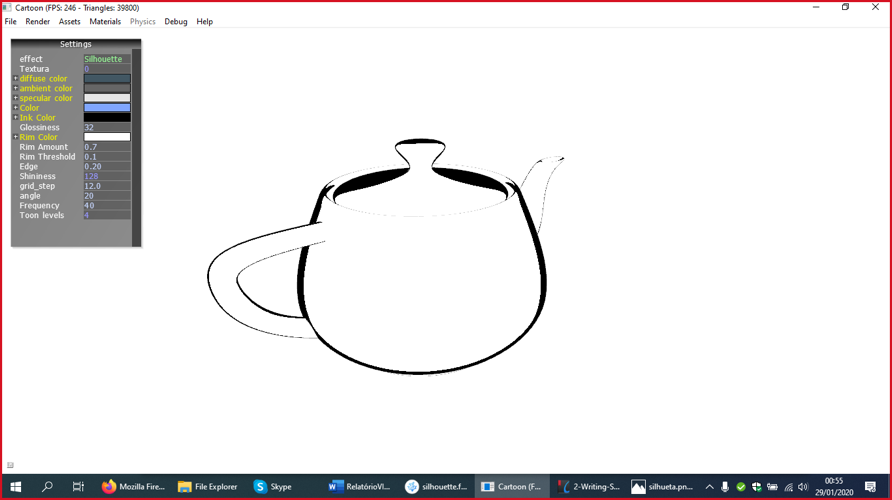 Cartoon (FPS: 246 - Triangles: 39800)
File Render Assets Materials Physics Debug Help
Settings
effect Silhouette
Textura 0
diffuse color
ambient color
specular color
Color
Ink Color
Glossiness 32
Rim Color
Rim Amount 0.7
Rim Threshold 0.1
Edge 0.20
Shininess 128
grid_step 12.0
angle 20
Frequency 40
Toon levels 4
Mozilla Fire... File Explorer Skype RelatórioVI... silhouette.f... Cartoon (F... 2-Writing-S... silhueta.pn... 00:55
29/01/2020